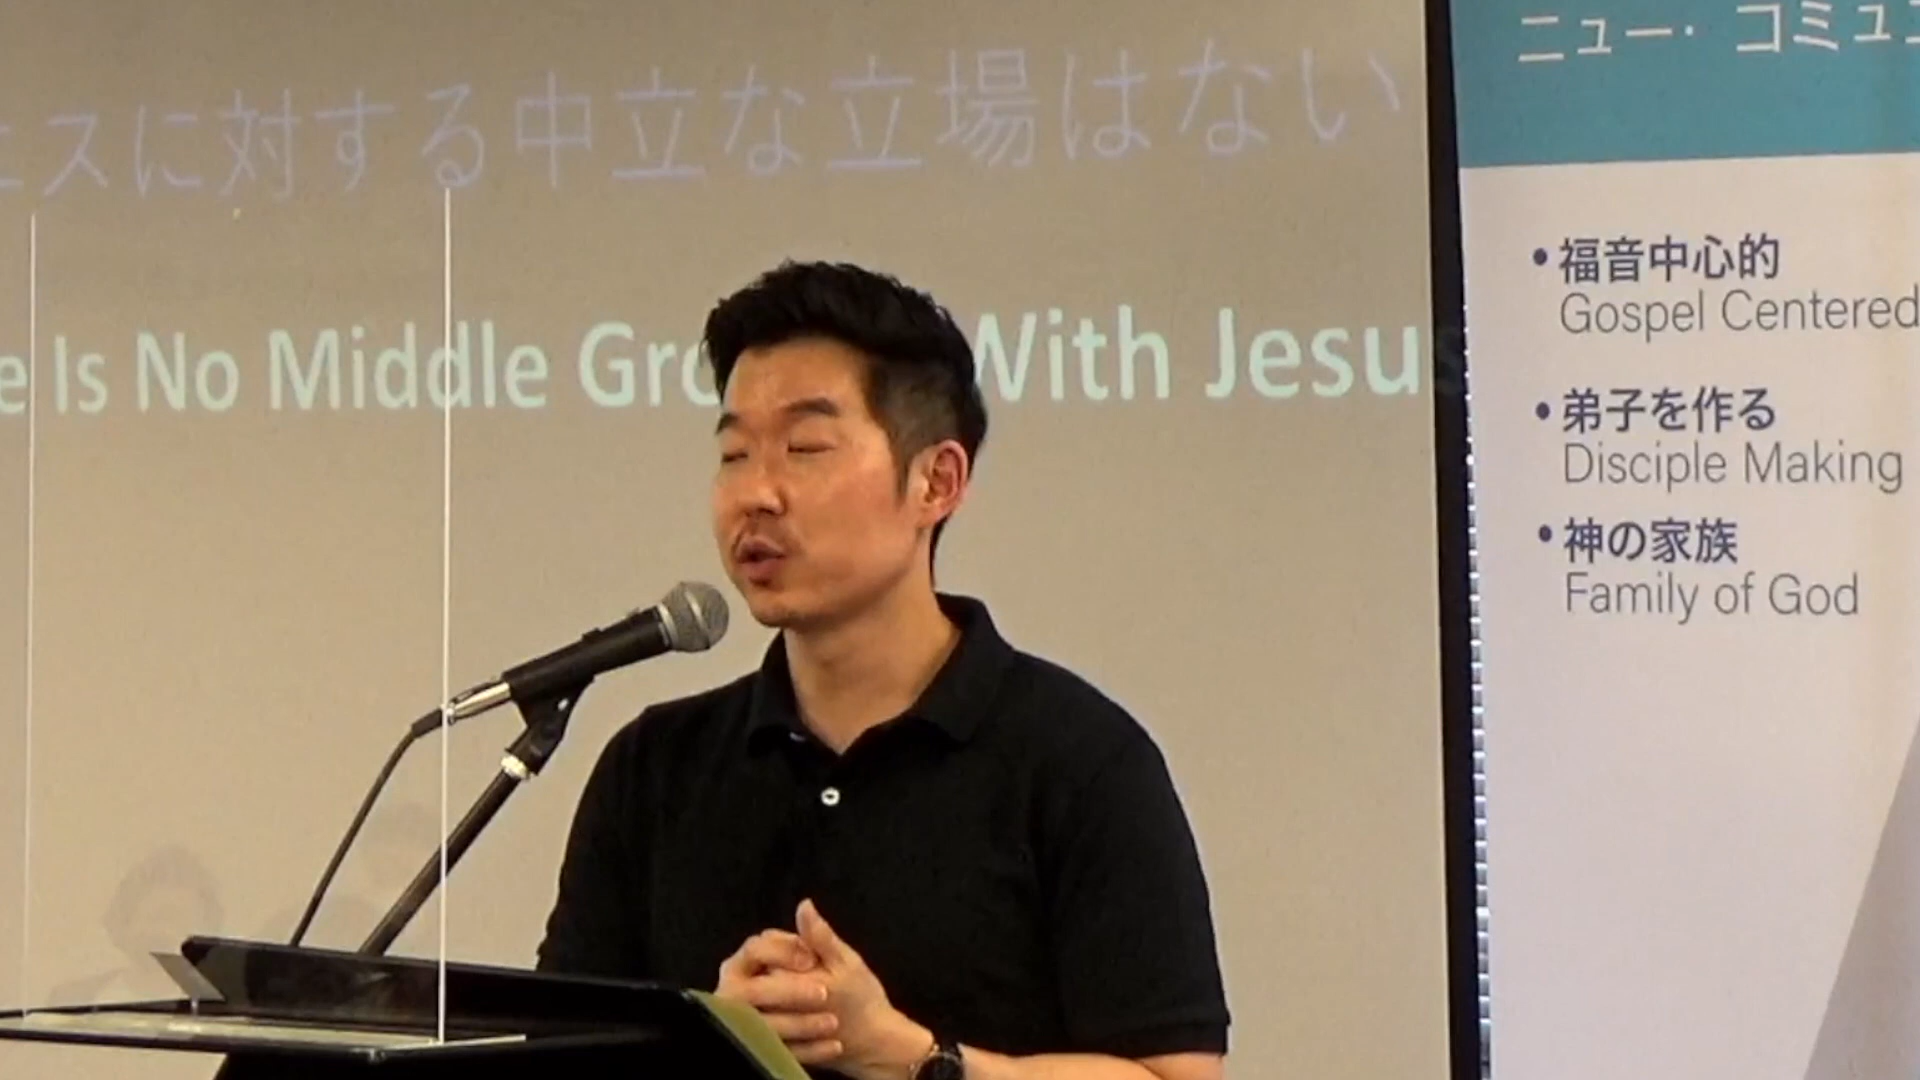 ェスに対する中立な立場はない
e Is No Middle Gro With Jesus
ニュー・コミュニ
•福音中心的
Gospel Centered
•弟子を作る
Disciple Making
•神の家族
Family of God